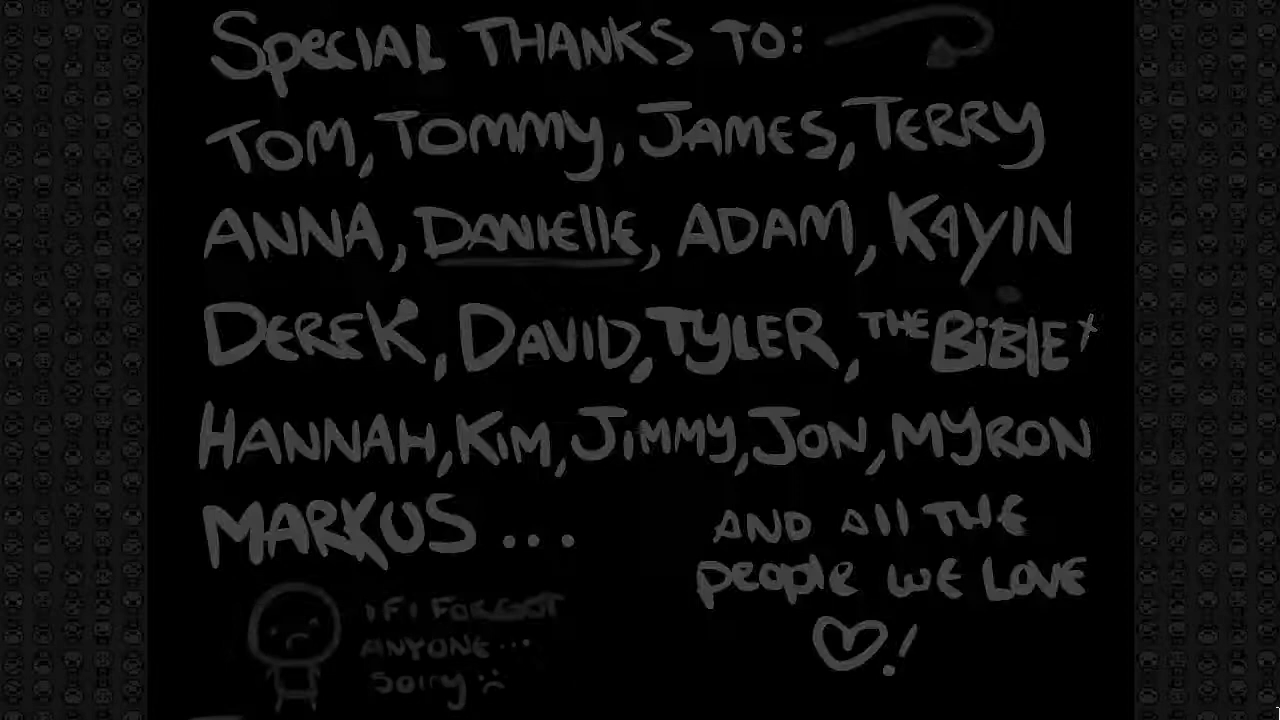 Special THANKS TO:
TOM, TOMMY, JAMES, TERRY
ANNA, DANIElle, ADAM, KAYIN
DEREK, DAVID, TYLER, THE BiBLE
HANNAH, KiM, JiMMY, JON, MYRON
MARKUS ...
AND All THE
people WE LOVE
!
IF I FORGOT
ANYONE...
Sorry :(